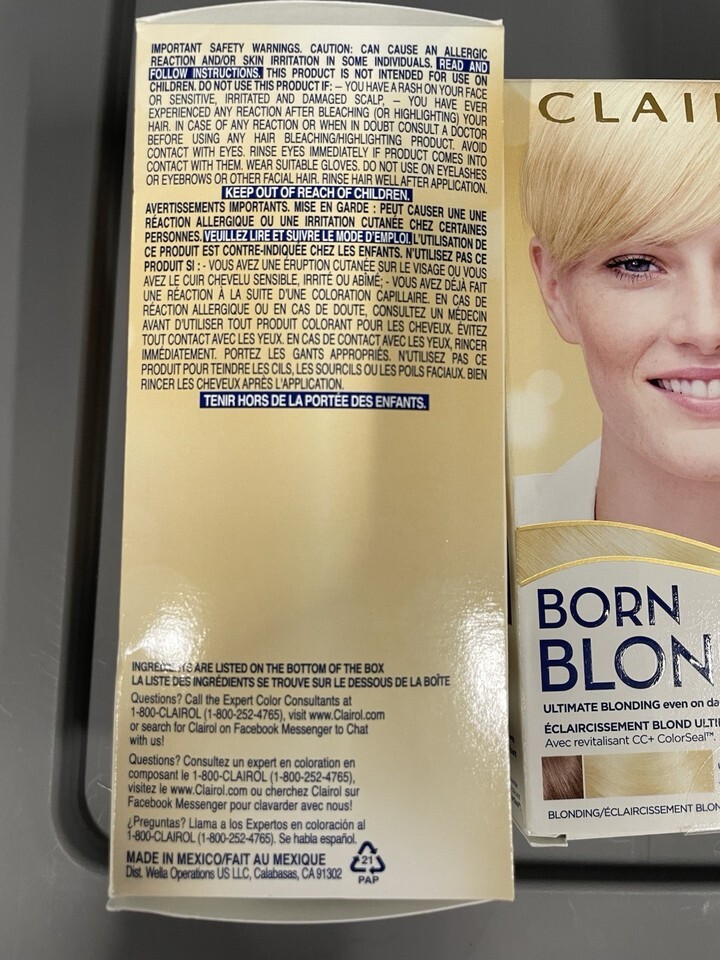 IMPORTANT SAFETY WARNINGS. CAUTION: CAN CAUSE AN ALLERGIC
REACTION AND/OR SKIN IRRITATION IN SOME INDIVIDUALS. READ AND
FOLLOW INSTRUCTIONS. THIS PRODUCT IS NOT INTENDED FOR USE ON
CHILDREN. DO NOT USE THIS PRODUCT IF: – YOU HAVE A RASH ON YOUR FACE
OR SENSITIVE, IRRITATED AND DAMAGED SCALP, – YOU HAVE EVER
EXPERIENCED ANY REACTION AFTER BLEACHING (OR HIGHLIGHTING) YOUR
HAIR. IN CASE OF ANY REACTION OR WHEN IN DOUBT CONSULT A DOCTOR
BEFORE USING ANY HAIR BLEACHING/HIGHLIGHTING PRODUCT. AVOID
CONTACT WITH EYES. RINSE EYES IMMEDIATELY IF PRODUCT COMES INTO
CONTACT WITH THEM. WEAR SUITABLE GLOVES. DO NOT USE ON EYELASHES
OR EYEBROWS OR OTHER FACIAL HAIR. RINSE HAIR WELL AFTER APPLICATION.
KEEP OUT OF REACH OF CHILDREN.
AVERTISSEMENTS IMPORTANTS. MISE EN GARDE : PEUT CAUSER UNE UNE
RÉACTION ALLERGIQUE OU UNE IRRITATION CUTANÉE CHEZ CERTAINES
PERSONNES. VEUILLEZ LIRE ET SUIVRE LE MODE D'EMPLOI. L'UTILISATION DE
CE PRODUIT EST CONTRE-INDIQUÉE CHEZ LES ENFANTS. N'UTILISEZ PAS CE
PRODUIT SI : - VOUS AVEZ UNE ÉRUPTION CUTANÉE SUR LE VISAGE OU VOUS
AVEZ LE CUIR CHEVELU SENSIBLE, IRRITÉ OU ABÎMÉ; - VOUS AVEZ DÉJÀ FAIT
UNE RÉACTION À LA SUITE D'UNE COLORATION CAPILLAIRE. EN CAS DE
RÉACTION ALLERGIQUE OU EN CAS DE DOUTE, CONSULTEZ UN MÉDECIN
AVANT D'UTILISER TOUT PRODUIT COLORANT POUR LES CHEVEUX. ÉVITEZ
TOUT CONTACT AVEC LES YEUX. EN CAS DE CONTACT AVEC LES YEUX, RINCER
IMMÉDIATEMENT. PORTEZ LES GANTS APPROPRIÉS. N'UTILISEZ PAS CE
PRODUIT POUR TEINDRE LES CILS, LES SOURCILS OU LES POILS FACIAUX. BIEN
RINCER LES CHEVEUX APRÈS L'APPLICATION.
TENIR HORS DE LA PORTÉE DES ENFANTS.
INGREDIENTS ARE LISTED ON THE BOTTOM OF THE BOX
LA LISTE DES INGRÉDIENTS SE TROUVE SUR LE DESSOUS DE LA BOÎTE
Questions? Call the Expert Color Consultants at
1-800-CLAIROL (1-800-252-4765), visit www.Clairol.com
or search for Clairol on Facebook Messenger to Chat
with us!
Questions? Consultez un expert en coloration en
composant le 1-800-CLAIROL (1-800-252-4765),
visitez le www.Clairol.com ou cherchez Clairol sur
Facebook Messenger pour clavarder avec nous!
¿Preguntas? Llama a los Expertos en coloración al
1-800-CLAIROL (1-800-252-4765). Se habla español.
MADE IN MEXICO/FAIT AU MEXIQUE
Dist. Wella Operations US LLC, Calabasas, CA 91302
21
PAP
CLAI
BORN
BLON
ULTIMATE BLONDING even on da
ÉCLAIRCISSEMENT BLOND ULTI
Avec revitalisant CC+ ColorSeal™.
BLONDING/ÉCLAIRCISSEMENT BLON